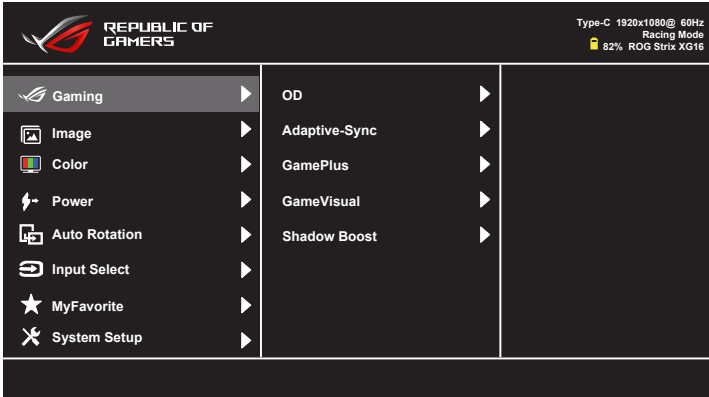 REPUBLIC OF
GAMERS
Type-C 1920x1080@ 60Hz
Racing Mode
82% ROG Strix XG16
Gaming
Image
Color
Power
Auto Rotation
Input Select
MyFavorite
System Setup
OD
Adaptive-Sync
GamePlus
GameVisual
Shadow Boost